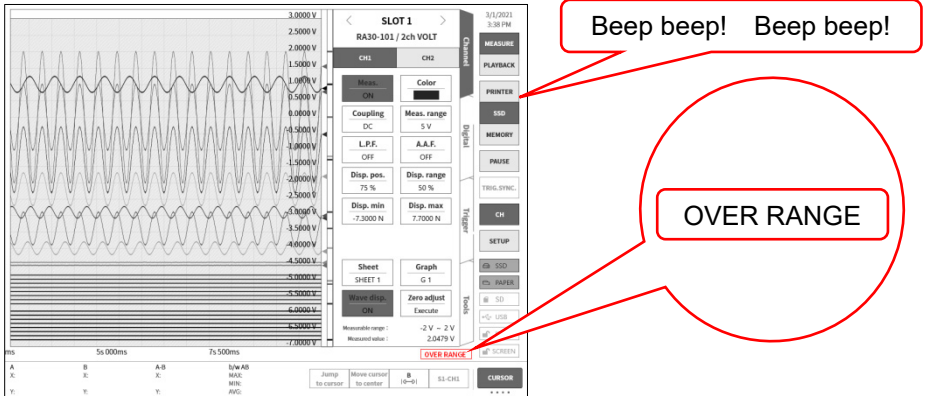 3.0000 V
2.5000 V
2.0000 V
1.5000 V
1.0000 V
0.5000 V
0.0000 V
-0.5000 V
-1.0000 V
-1.5000 V
-2.0000 V
-2.5000 V
-3.0000 V
-3.5000 V
-4.0000 V
-4.5000 V
-5.0000 V
-5.5000 V
-6.0000 V
-6.5000 V
-7.0000 V
ms 5s000ms 7s500ms
SLOT 1
RA30-101 / 2ch VOLT
CH1 CH2
Meas. Color
ON
Coupling Meas. range
DC 5 V
L.P.F. A.A.F.
OFF OFF
Disp. pos. Disp. range
75 % 50 %
Disp. min Disp. max
-7.3000 N 7.7000 N
Sheet Graph
SHEET 1 G 1
Wave disp. Zero adjust
ON Execute
Measurable range : -2 V ~ 2 V
Measured value : 2.0479 V
OVER RANGE
Channel
Digital
Trigger
Tools
3/1/2021
3:38 PM
MEASURE
PLAYBACK
PRINTER
SSD
MEMORY
PAUSE
TRIG.SYNC.
CH
SETUP
SSD
PAPER
SD
USB
SCREEN
CURSOR
A B A-B b/w AB
X: X: X: MAX:
MIN:
Y: Y: Y: AVG:
Jump to cursor
Move cursor to center
B
S1-CH1
Beep beep! Beep beep!
OVER RANGE